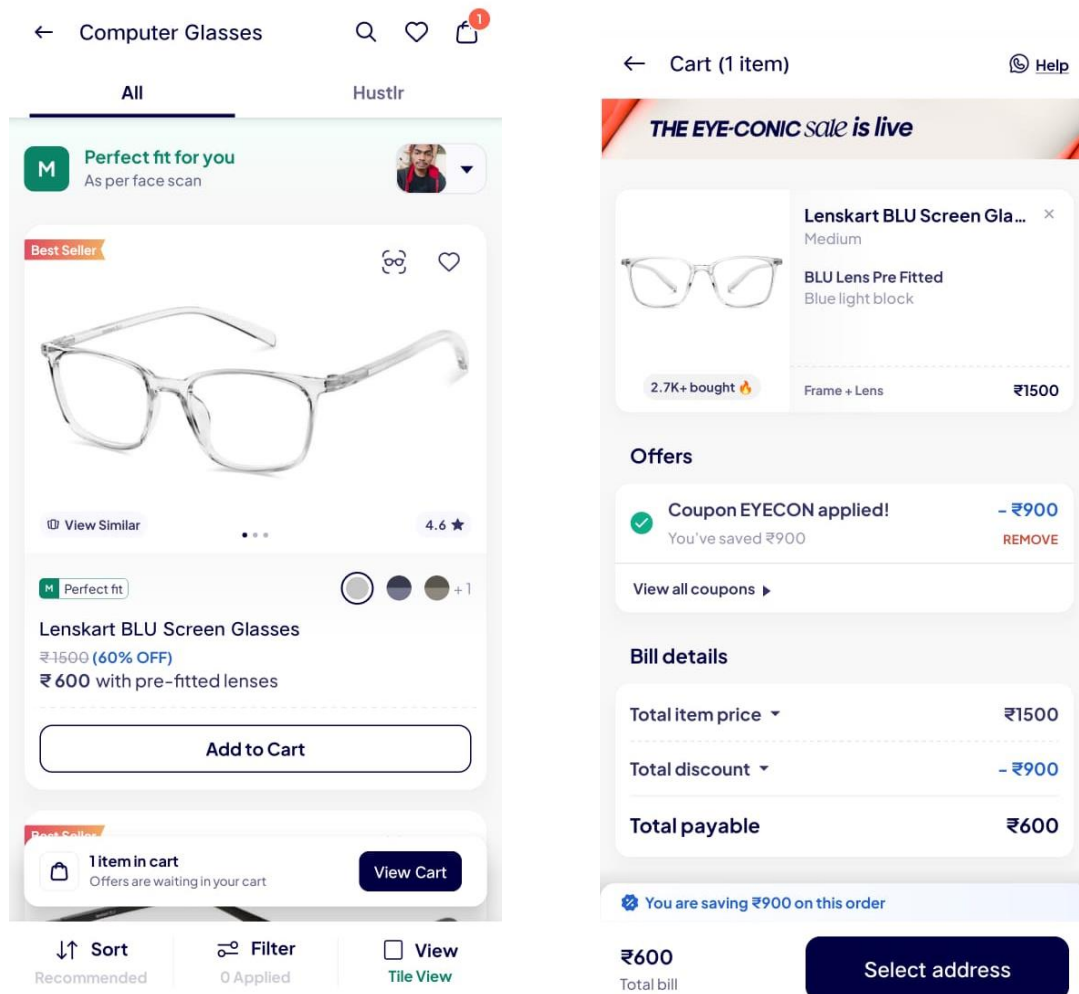 Computer Glasses
1
All
Hustlr
M
Perfect fit for you
As per face scan
Best Seller
View Similar
4.6 ★
M Perfect fit
+ 1
Lenskart BLU Screen Glasses
₹1500 (60% OFF)
₹600 with pre-fitted lenses
Add to Cart
Best Seller
1 item in cart
Offers are waiting in your cart
View Cart
Sort
Recommended
Filter
0 Applied
View
Tile View
Cart (1 item)
Help
THE EYE-CONIC sale is live
Lenskart BLU Screen Gla... ×
Medium
BLU Lens Pre Fitted
Blue light block
2.7K+ bought 🔥
Frame + Lens ₹1500
Offers
Coupon EYECON applied! - ₹900
You've saved ₹900 REMOVE
View all coupons
Bill details
Total item price ₹1500
Total discount - ₹900
Total payable ₹600
You are saving ₹900 on this order
₹600
Total bill
Select address